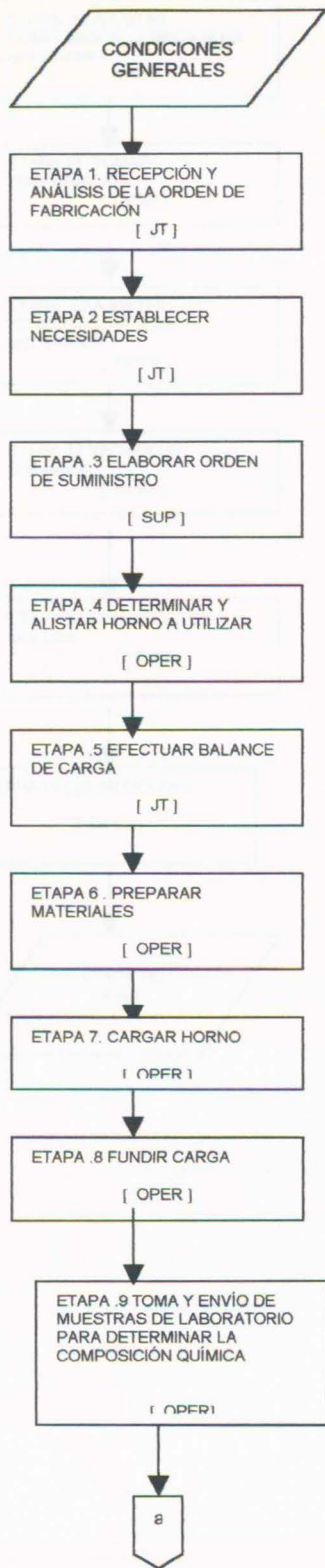 CONDICIONES
GENERALES
ETAPA 1. RECEPCIÓN Y
ANÁLISIS DE LA ORDEN DE
FABRICACIÓN
[ JT ]
ETAPA 2 ESTABLECER
NECESIDADES
[ JT ]
ETAPA .3 ELABORAR ORDEN
DE SUMINISTRO
[ SUP ]
ETAPA .4 DETERMINAR Y
ALISTAR HORNO A UTILIZAR
[ OPER ]
ETAPA .5 EFECTUAR BALANCE
DE CARGA
[ JT ]
ETAPA 6 . PREPARAR
MATERIALES
[ OPER ]
ETAPA 7. CARGAR HORNO
[ OPER ]
ETAPA .8 FUNDIR CARGA
[ OPER ]
ETAPA .9 TOMA Y ENVÍO DE
MUESTRAS DE LABORATORIO
PARA DETERMINAR LA
COMPOSICIÓN QUÍMICA
[ OPER]
a